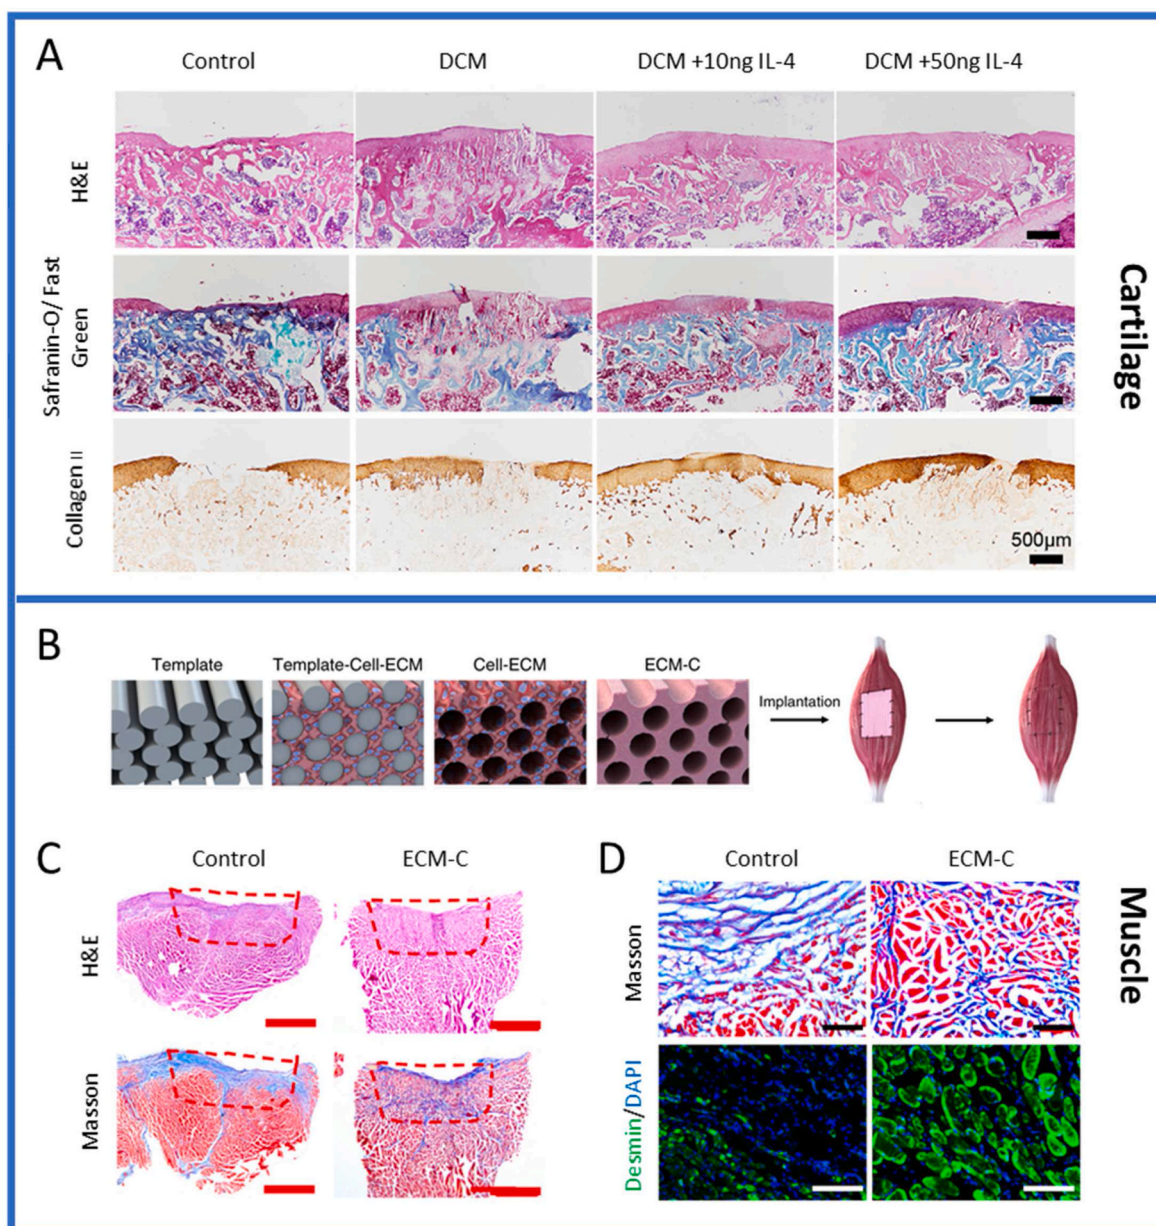 A
Control
DCM
DCM +10ng IL-4
DCM +50ng IL-4
H&E
Safranin-O/ Fast
Green
Collagen II
500μm
Cartilage
B
Template
Template-Cell-ECM
Cell-ECM
ECM-C
Implantation
C
Control
ECM-C
H&E
Masson
D
Control
ECM-C
Masson
Desmin/DAPI
Muscle